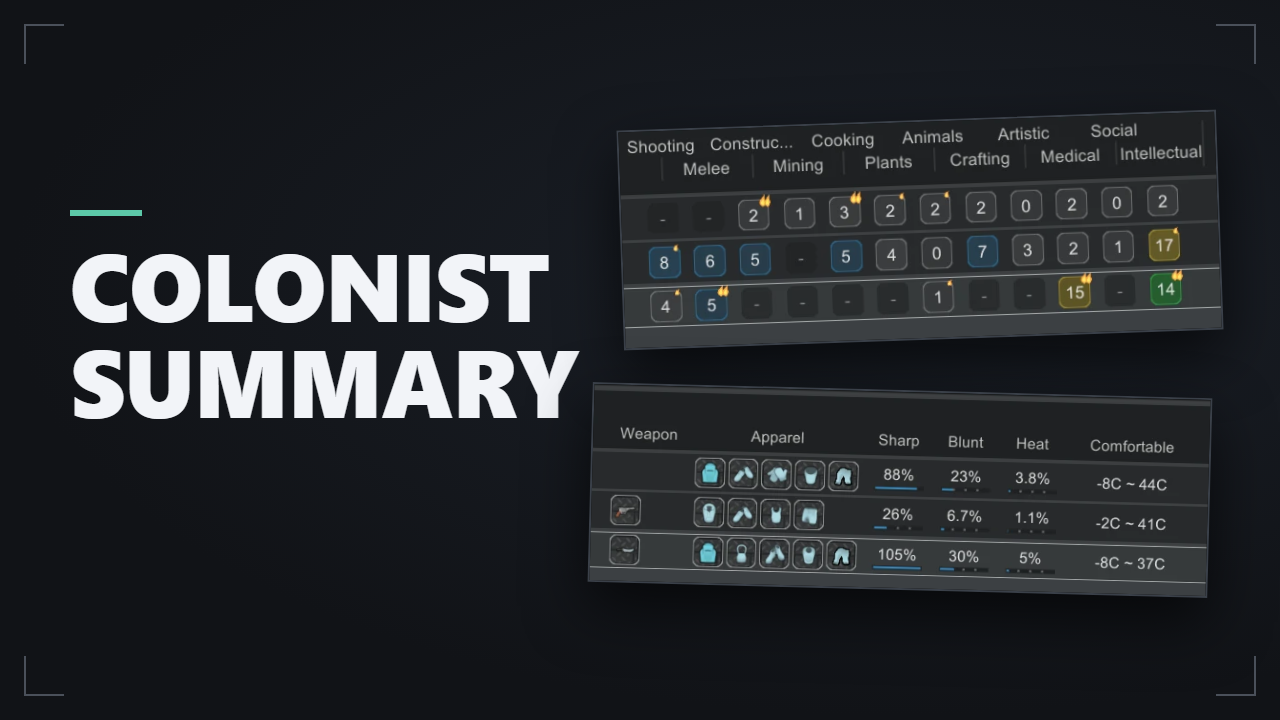 COLONIST
SUMMARY
Shooting Construc... Cooking Animals Artistic Social
Melee Mining Plants Crafting Medical Intellectual
- - 2 1 3 2 2 2 0 2 0 2
8 6 5 - 5 4 0 7 3 2 1 17
4 5 - - - - 1 - - 15 - 14
Weapon Apparel Sharp Blunt Heat Comfortable
88% 23% 3.8% -8C ~ 44C
26% 6.7% 1.1% -2C ~ 41C
105% 30% 5% -8C ~ 37C